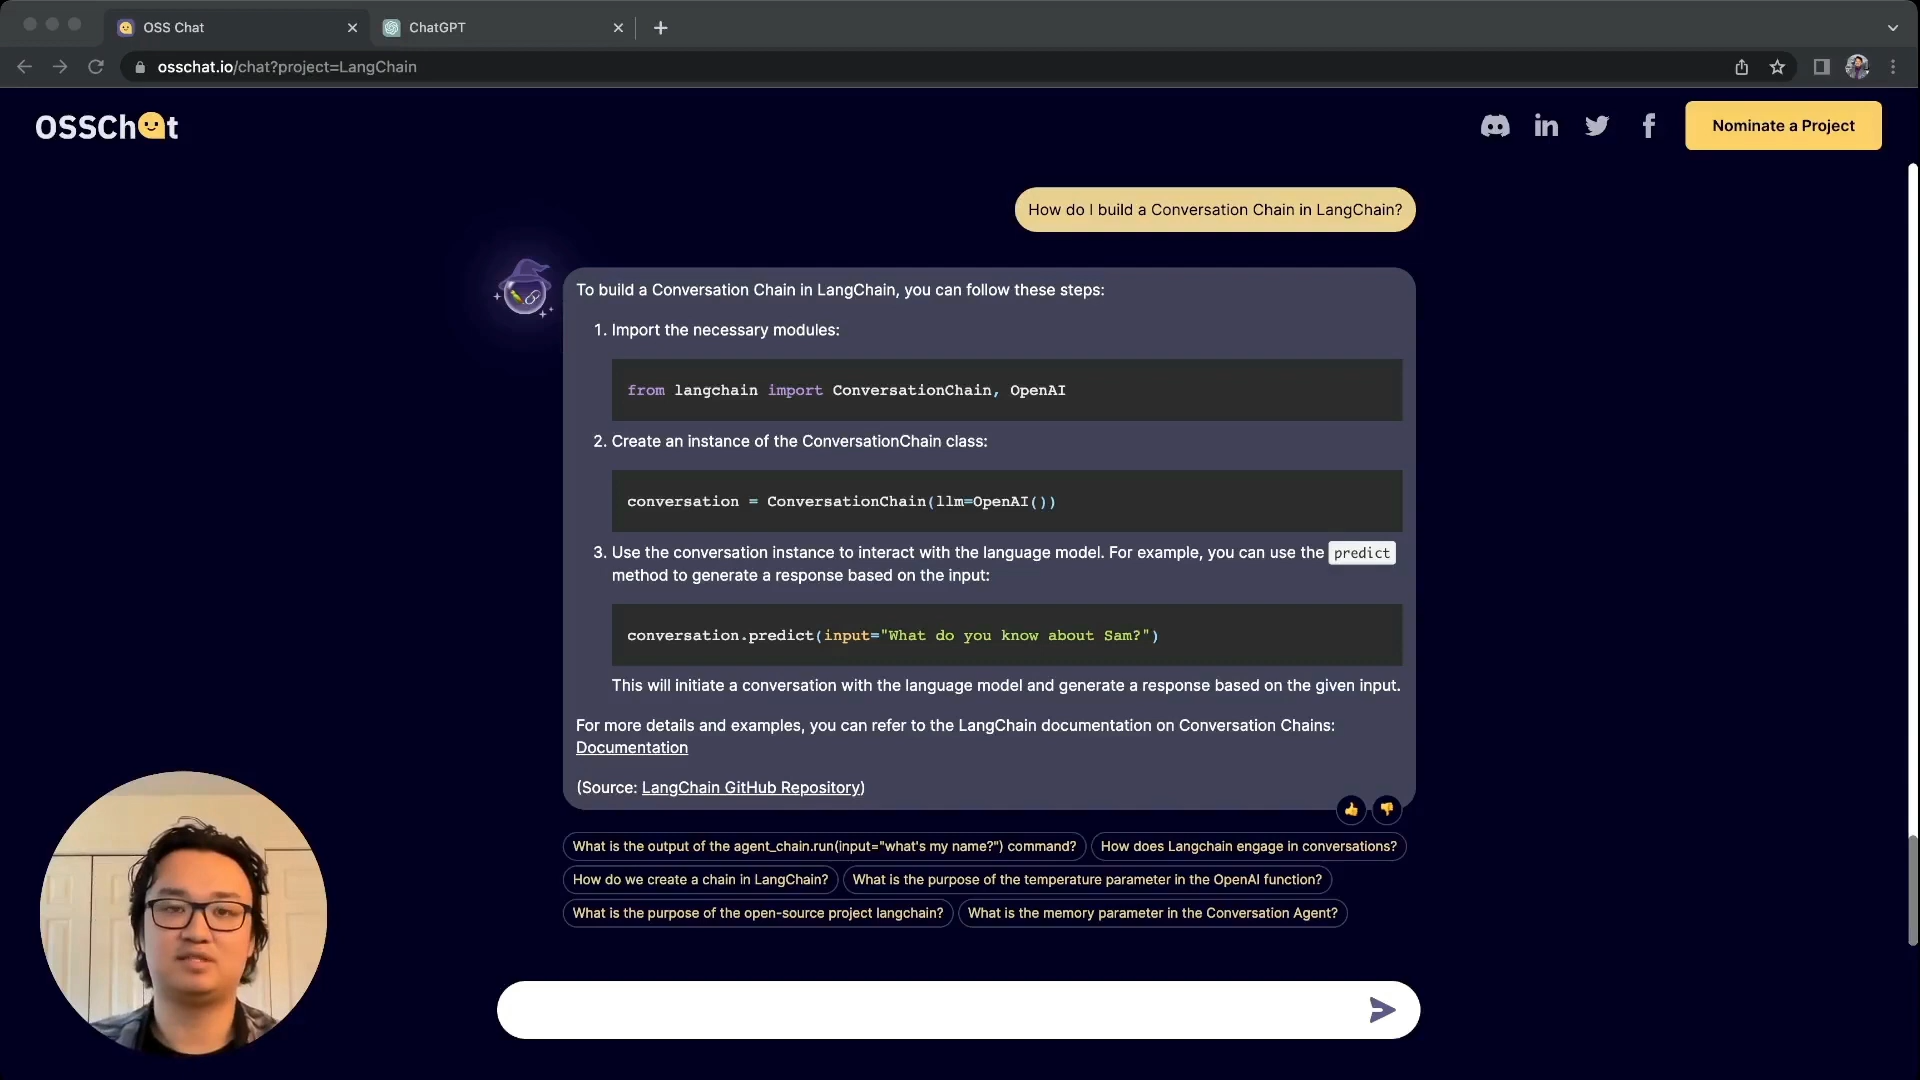 OSS Chat
ChatGPT
osschat.io/chat?project=LangChain
OSSChat
Nominate a Project
How do I build a Conversation Chain in LangChain?
To build a Conversation Chain in LangChain, you can follow these steps:
1. Import the necessary modules:
from langchain import ConversationChain, OpenAI
2. Create an instance of the ConversationChain class:
conversation = ConversationChain(llm=OpenAI())
3. Use the conversation instance to interact with the language model. For example, you can use the predict
method to generate a response based on the input:
conversation.predict(input="What do you know about Sam?")
This will initiate a conversation with the language model and generate a response based on the given input.
For more details and examples, you can refer to the LangChain documentation on Conversation Chains:
Documentation
(Source: LangChain GitHub Repository)
What is the output of the agent_chain.run(input="what's my name?") command?
How does Langchain engage in conversations?
How do we create a chain in LangChain?
What is the purpose of the temperature parameter in the OpenAI function?
What is the purpose of the open-source project langchain?
What is the memory parameter in the Conversation Agent?